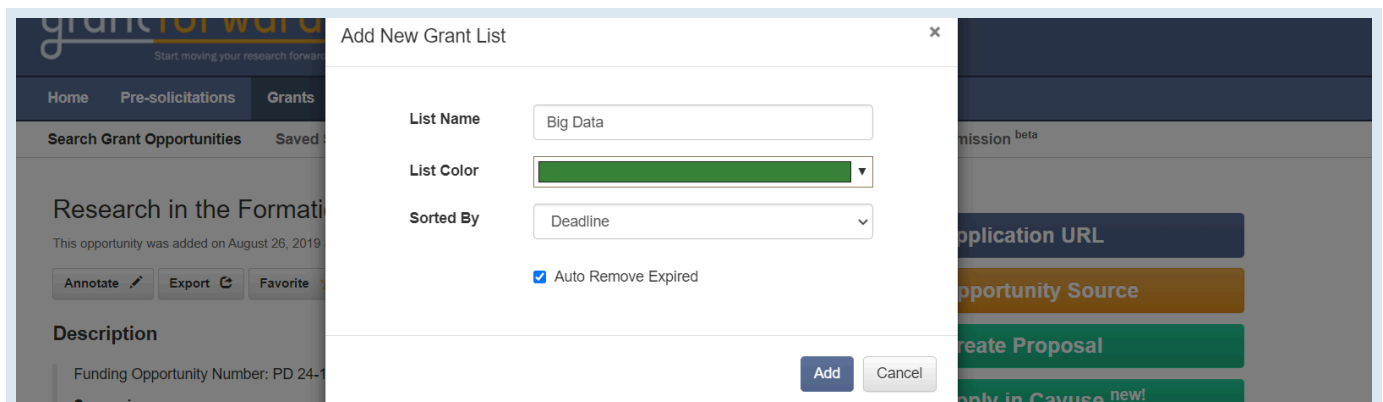 grantforward
Start moving your research forward
Add New Grant List
×
Home Pre-solicitations Grants
Search Grant Opportunities Saved
beta
List Name Big Data
List Color
Sorted By Deadline
Auto Remove Expired
Add Cancel
Research in the Formati
This opportunity was added on August 26, 2019
Annotate Export Favorite
Description
Funding Opportunity Number: PD 24-1
pplication URL
pportunity Source
reate Proposal
pply in Cayuse new!